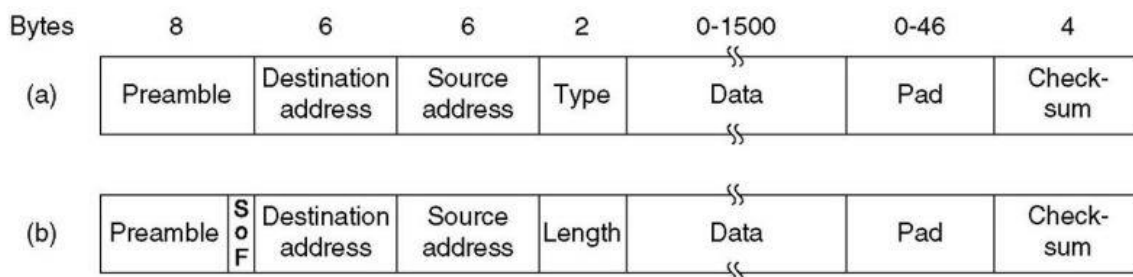 Bytes 8 6 6 2 0-1500 0-46 4
(a) Preamble Destination address Source address Type Data Pad Check-sum
(b) Preamble SoF Destination address Source address Length Data Pad Check-sum